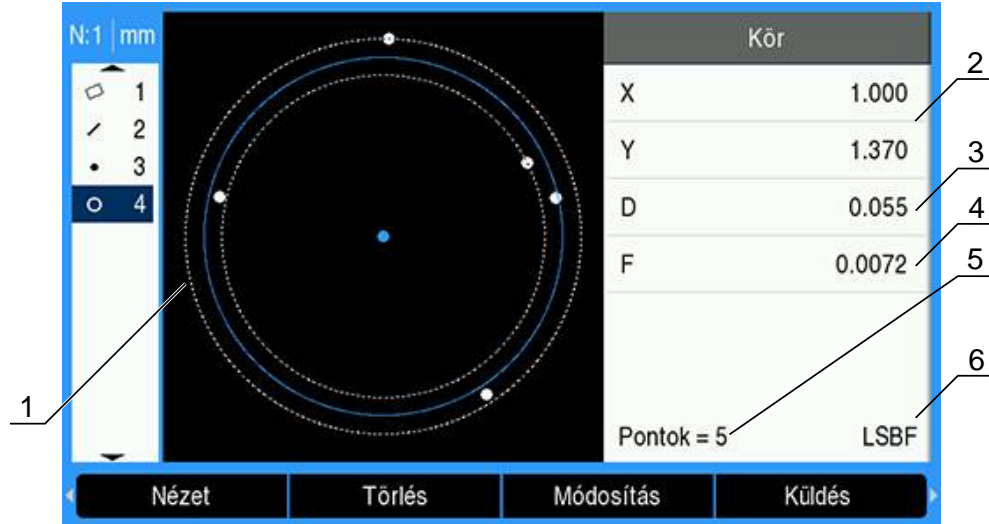 N:1 mm
Kör
1
2
3
4
X 1.000
Y 1.370
D 0.055
F 0.0072
Pontok = 5 LSBF
Nézet Törlés Módosítás Küldés
1
2
3
4
5
6